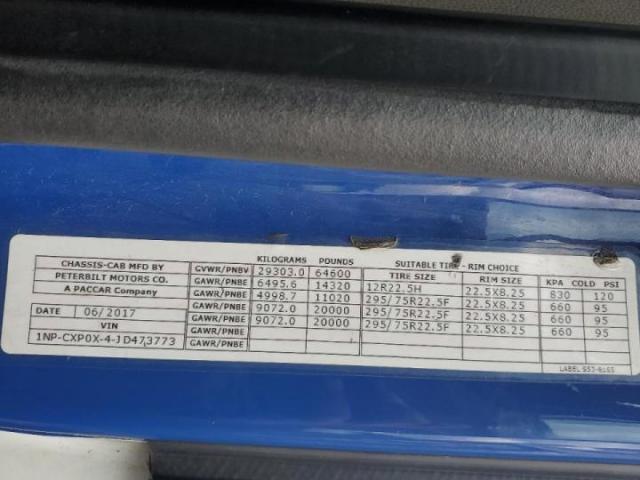 KILOGRAMS POUNDS SUITABLE TIRE - RIM CHOICE
CHASSIS-CAB MFD BY
PETERBILT MOTORS CO.
A PACCAR Company
DATE 06/2017
VIN
1NP-CXP0X-4-JD473773
TIRE SIZE RIM SIZE KPA COLD PSI
GVWR/PNBV 29303.0 64600
GAWR/PNBE 6495.6 14320 12R22.5H 22.5X8.25 830 120
GAWR/PNBE 4998.7 11020 295/75R22.5F 22.5X8.25 660 95
GAWR/PNBE 9072.0 20000 295/75R22.5F 22.5X8.25 660 95
GAWR/PNBE 9072.0 20000 295/75R22.5F 22.5X8.25 660 95
GAWR/PNBE
LABEL